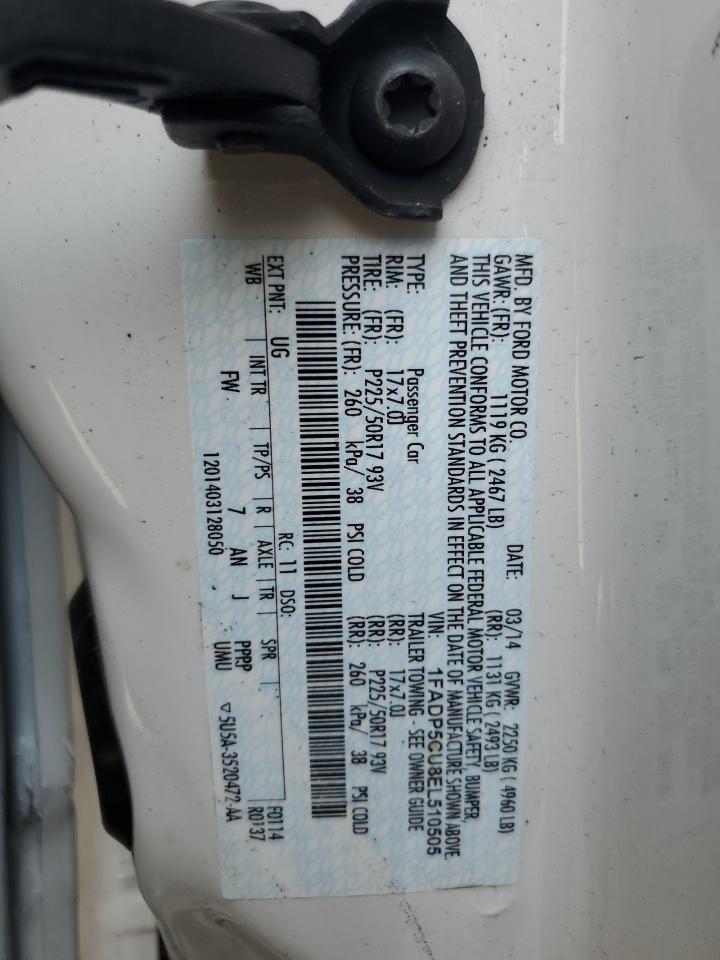 MFD. BY FORD MOTOR CO. DATE: 03/14 GVWR: 2250 KG ( 4960 LB)
GAWR: (FR): 1119 KG ( 2467 LB) (RR): 1131 KG ( 2493 LB)
THIS VEHICLE CONFORMS TO ALL APPLICABLE FEDERAL MOTOR VEHICLE SAFETY, BUMPER,
AND THEFT PREVENTION STANDARDS IN EFFECT ON THE DATE OF MANUFACTURE SHOWN ABOVE.
VIN: 1FADP5CU8EL510505
TYPE: Passenger Car TRAILER TOWING - SEE OWNER GUIDE
RIM: (FR): 17x7.0J (RR): 17x7.0J
TIRE: (FR): P225/50R17 93V (RR): P225/50R17 93V
PRESSURE: (FR): 260 kPa/ 38 PSI COLD (RR): 260 kPa/ 38 PSI COLD
EXT PNT: UG RC: 11 DSO: F0114
WB INT TR TP/PS R AXLE TR SPR R0137
FW 7 AN J PPRP
1201403128050 UMU ▽5U5A-3520472-AA